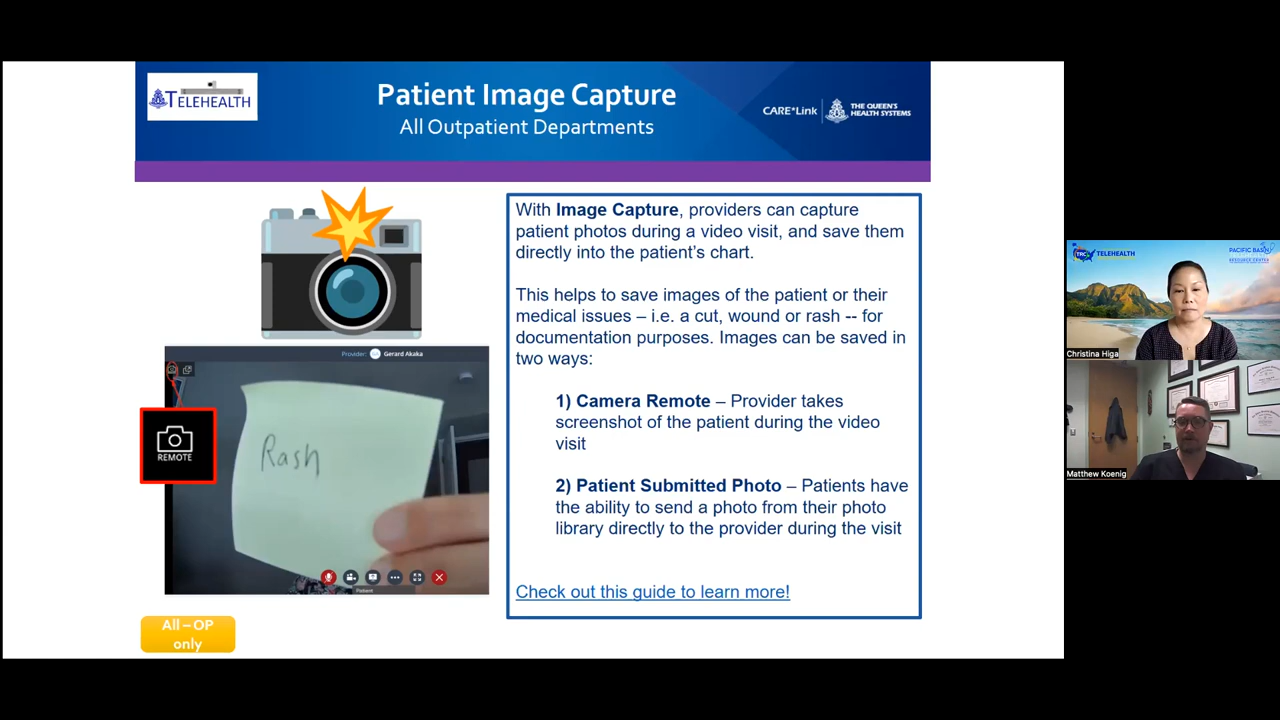 TELEHEALTH
Patient Image Capture
All Outpatient Departments
CARE*Link
THE QUEEN'S
HEALTH SYSTEMS
With Image Capture, providers can capture
patient photos during a video visit, and save them
directly into the patient's chart.
This helps to save images of the patient or their
medical issues – i.e. a cut, wound or rash -- for
documentation purposes. Images can be saved in
two ways:
1) Camera Remote – Provider takes
screenshot of the patient during the video
visit
2) Patient Submitted Photo – Patients have
the ability to send a photo from their photo
library directly to the provider during the visit
Check out this guide to learn more!
Provider: Gerard Akaka
REMOTE
Rash
Patient
All – OP
only
TRC TELEHEALTH
PACIFIC BASIN
Christina Higa
Matthew Koenig